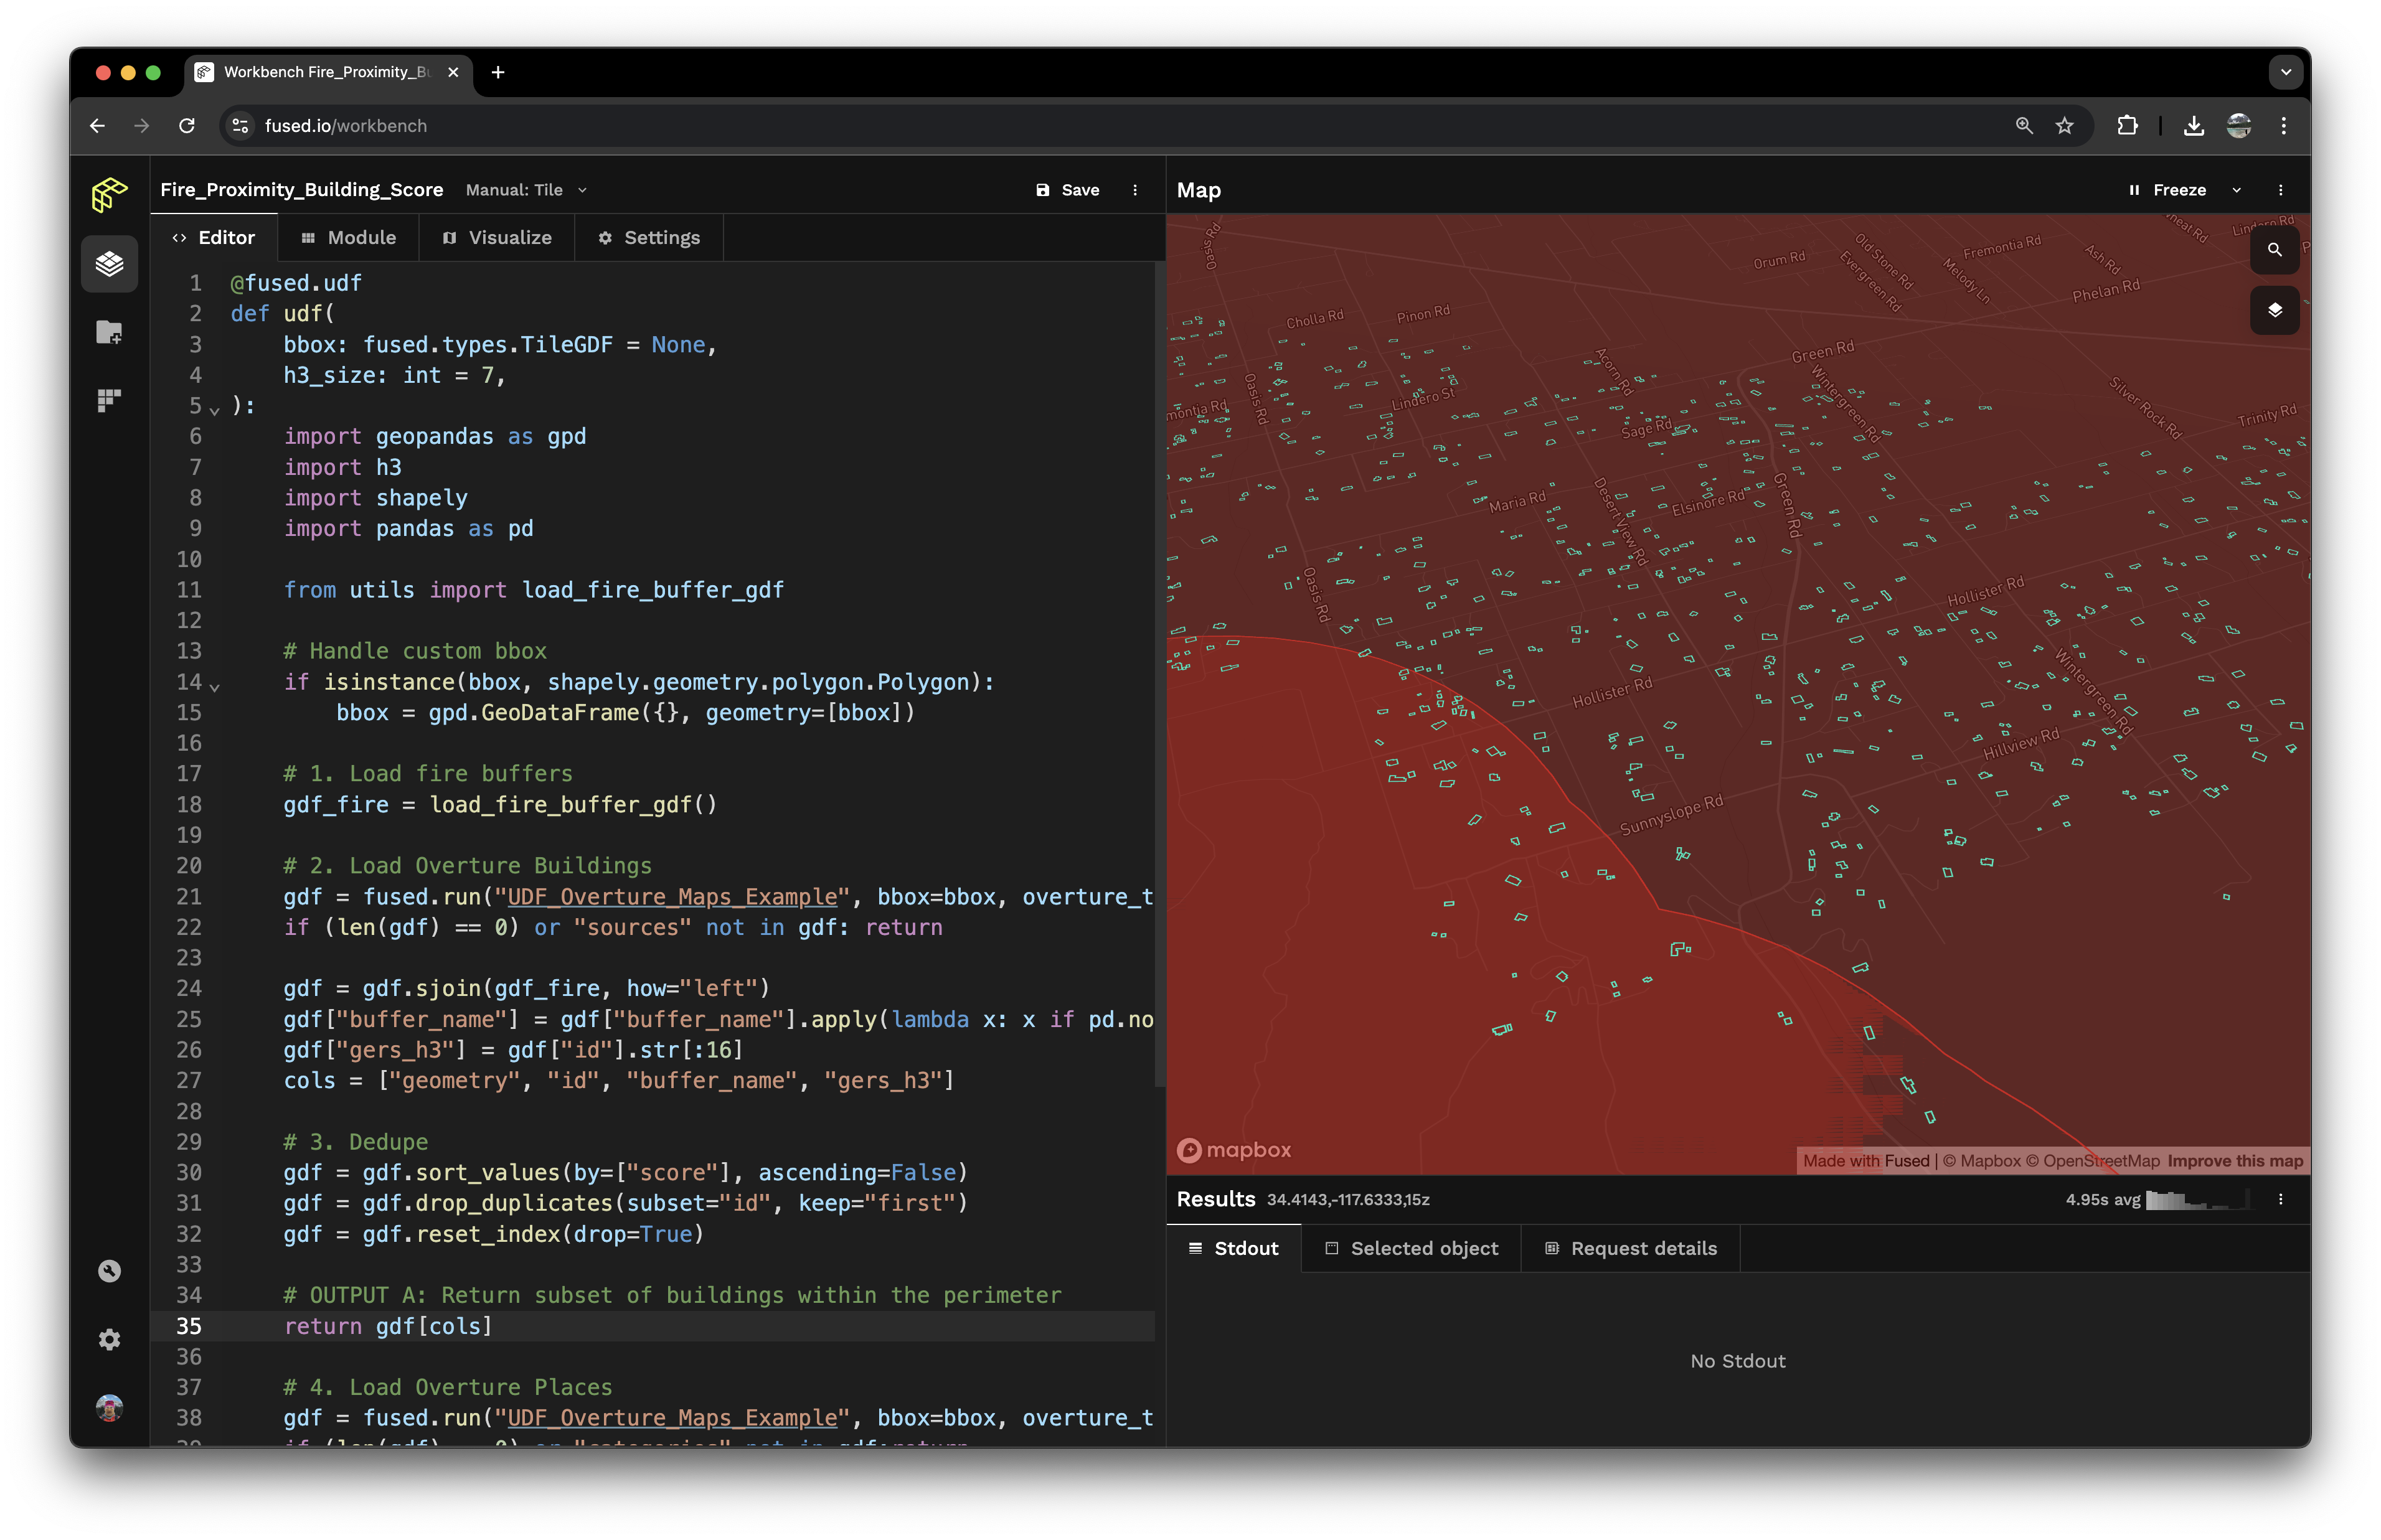 Workbench Fire_Proximity_Bu
fused.io/workbench
Fire_Proximity_Building_Score
Manual: Tile
Save
Editor
Module
Visualize
Settings
1 @fused.udf
2 def udf(
3 bbox: fused.types.TileGDF = None,
4 h3_size: int = 7,
5 ):
6 import geopandas as gpd
7 import h3
8 import shapely
9 import pandas as pd
10
11 from utils import load_fire_buffer_gdf
12
13 # Handle custom bbox
14 if isinstance(bbox, shapely.geometry.polygon.Polygon):
15 bbox = gpd.GeoDataFrame({}, geometry=[bbox])
16
17 # 1. Load fire buffers
18 gdf_fire = load_fire_buffer_gdf()
19
20 # 2. Load Overture Buildings
21 gdf = fused.run("UDF_Overture_Maps_Example", bbox=bbox, overture_t
22 if (len(gdf) == 0) or "sources" not in gdf: return
23
24 gdf = gdf.sjoin(gdf_fire, how="left")
25 gdf["buffer_name"] = gdf["buffer_name"].apply(lambda x: x if pd.no
26 gdf["gers_h3"] = gdf["id"].str[:16]
27 cols = ["geometry", "id", "buffer_name", "gers_h3"]
28
29 # 3. Dedupe
30 gdf = gdf.sort_values(by=["score"], ascending=False)
31 gdf = gdf.drop_duplicates(subset="id", keep="first")
32 gdf = gdf.reset_index(drop=True)
33
34 # OUTPUT A: Return subset of buildings within the perimeter
35 return gdf[cols]
36
37 # 4. Load Overture Places
38 gdf = fused.run("UDF_Overture_Maps_Example", bbox=bbox, overture_t
Map
Freeze
Oasis Rd
Orum Rd
Old Stone Rd
Evergreen Rd
Fremontia Rd
Melody Ln
Ash Rd
Lindero Rd
Phelan Rd
Cholla Rd
Pinon Rd
Green Rd
Acorn Rd
Wintergreen Rd
Oasis Rd
Lindero St
Sage Rd
Silver Rock Rd
Trinity Rd
Maria Rd
Desert View Rd
Elsinore Rd
Green Rd
Oasis Rd
Hollister Rd
Hollister Rd
Wintergreen Rd
Hillview Rd
Sunnyslope Rd
mapbox
Made with Fused | © Mapbox © OpenStreetMap Improve this map
Results 34.4143,-117.6333,15z
4.95s avg
Stdout
Selected object
Request details
No Stdout